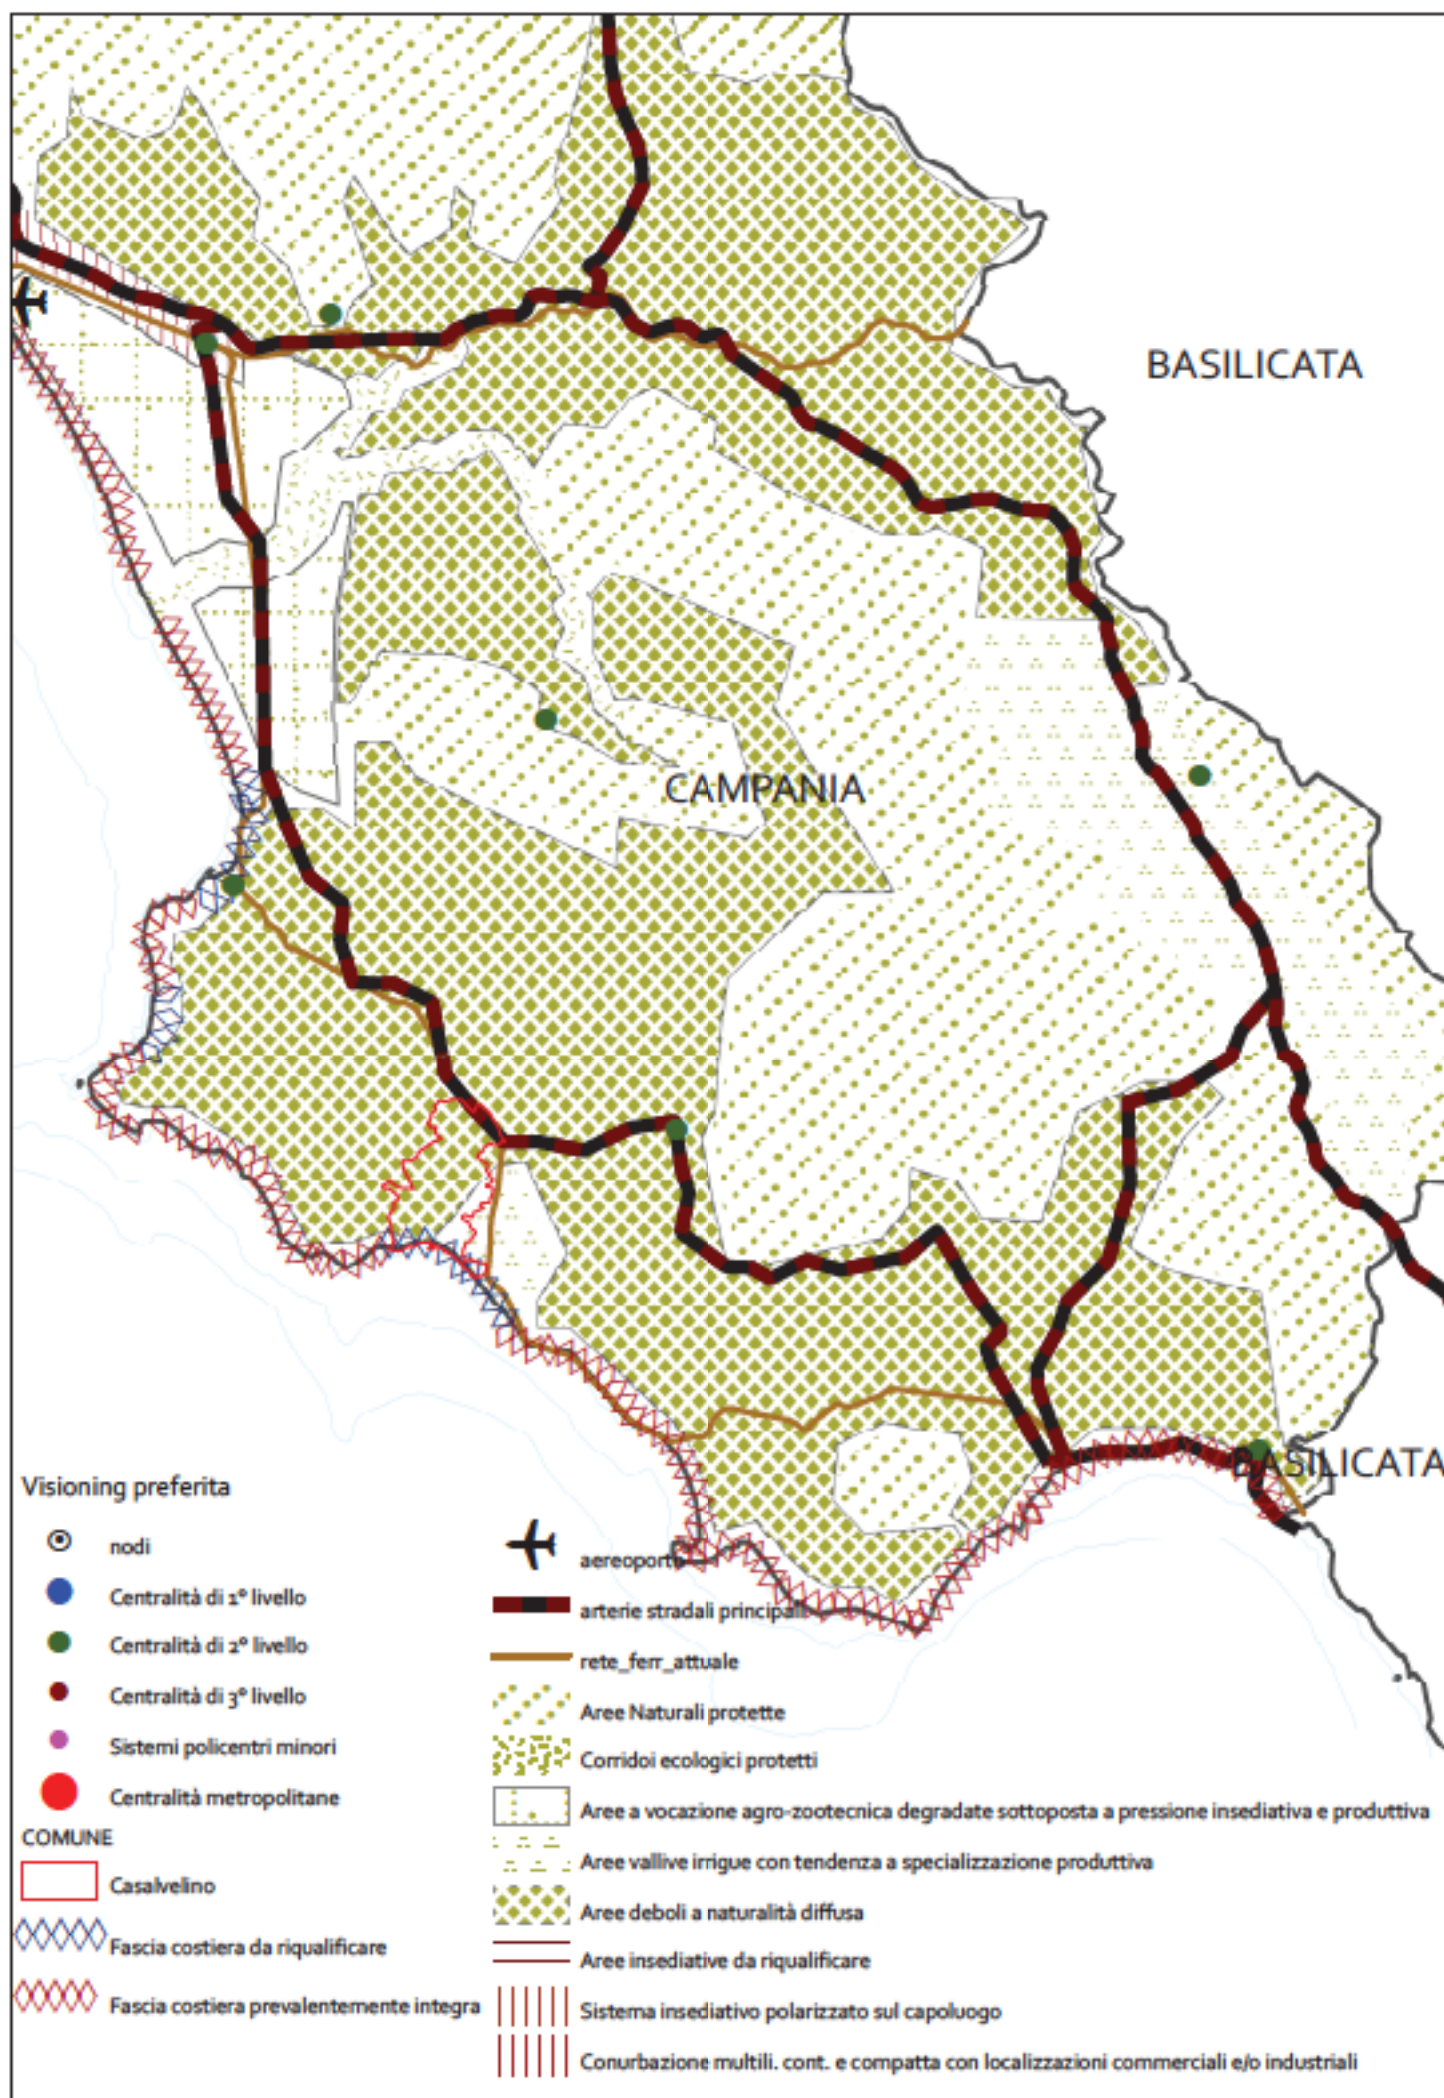 BASILICATA
CAMPANIA
BASILICATA
Visioning preferita
nodi
Centralità di 1° livello
Centralità di 2° livello
Centralità di 3° livello
Sistemi policentri minori
Centralità metropolitane
COMUNE
Casalvelino
Fascia costiera da riqualificare
Fascia costiera prevalentemente integra
aereoporto
arterie stradali principali
rete_ferr_attuale
Aree Naturali protette
Corridoi ecologici protetti
Aree a vocazione agro-zootecnica degradate sottoposta a pressione insediativa e produttiva
Aree vallive irrigue con tendenza a specializzazione produttiva
Aree deboli a naturalità diffusa
Aree insediative da riqualificare
Sistema insediativo polarizzato sul capoluogo
Conurbazione multili. cont. e compatta con localizzazioni commerciali e/o industriali